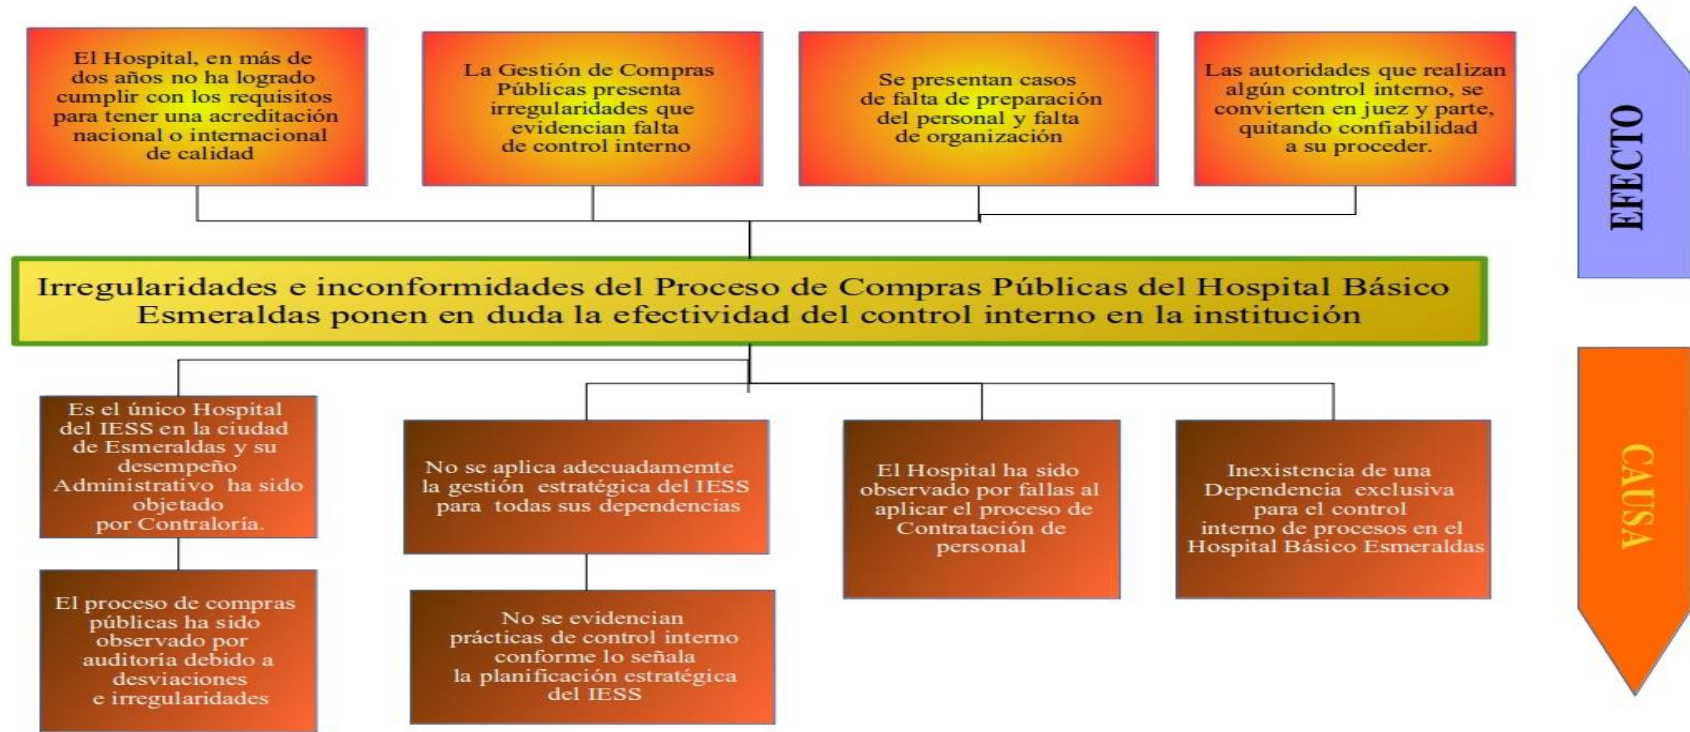 El Hospital, en más de
dos años no ha logrado
cumplir con los requisitos
para tener una acreditación
nacional o internacional
de calidad
La Gestión de Compras
Públicas presenta
irregularidades que
evidencian falta
de control interno
Se presentan casos
de falta de preparación
del personal y falta
de organización
Las autoridades que realizan
algún control interno, se
convierten en juez y parte,
quitando confiabilidad
a su proceder.
EFECTO
Irregularidades e inconformidades del Proceso de Compras Públicas del Hospital Básico
Esmeraldas ponen en duda la efectividad del control interno en la institución
Es el único Hospital
del IESS en la ciudad
de Esmeraldas y su
desempeño
Administrativo ha sido
objetado
por Contraloría.
No se aplica adecuadamemte
la gestión estratégica del IESS
para todas sus dependencias
El Hospital ha sido
observado por fallas al
aplicar el proceso de
Contratación de
personal
Inexistencia de una
Dependencia exclusiva
para el control
interno de procesos en el
Hospital Básico Esmeraldas
CAUSA
El proceso de compras
públicas ha sido
observado por
auditoría debido a
desviaciones
e irregularidades
No se evidencian
prácticas de control interno
conforme lo señala
la planificación estratégica
del IESS